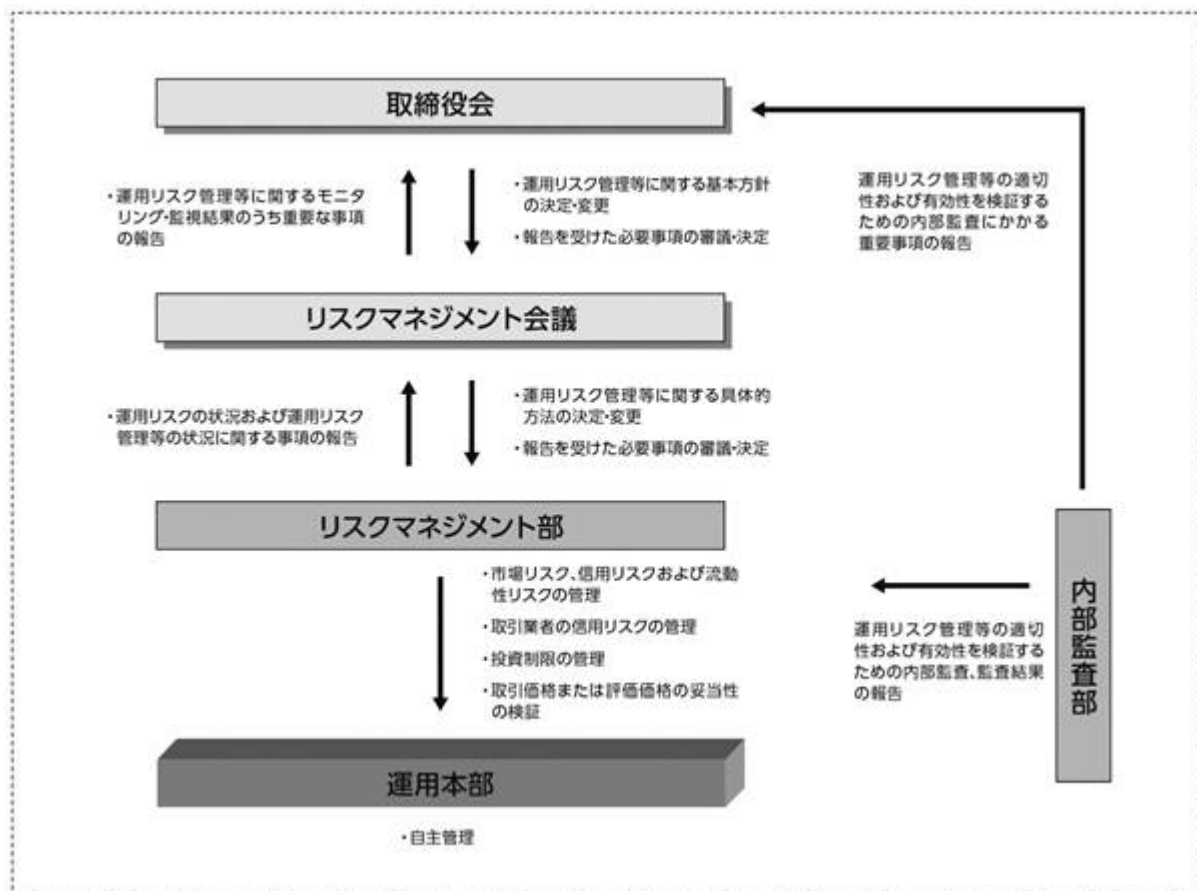 取締役会
・運用リスク管理等に関するモニタ
リング・監視結果のうち重要な事項
の報告
・運用リスク管理等に関する基本方針
の決定・変更
・報告を受けた必要事項の審議・決定
運用リスク管理等の適切
性および有効性を検証する
ための内部監査にかかる
重要事項の報告
リスクマネジメント会議
・運用リスクの状況および運用リスク
管理等の状況に関する事項の報告
・運用リスク管理等に関する具体的
方法の決定・変更
・報告を受けた必要事項の審議・決定
リスクマネジメント部
・市場リスク、信用リスクおよび流動
性リスクの管理
・取引業者の信用リスクの管理
・投資制限の管理
・取引価格または評価価格の妥当性
の検証
運用リスク管理等の適切
性および有効性を検証する
ための内部監査、監査結果
の報告
内部監査部
運用本部
・自主管理